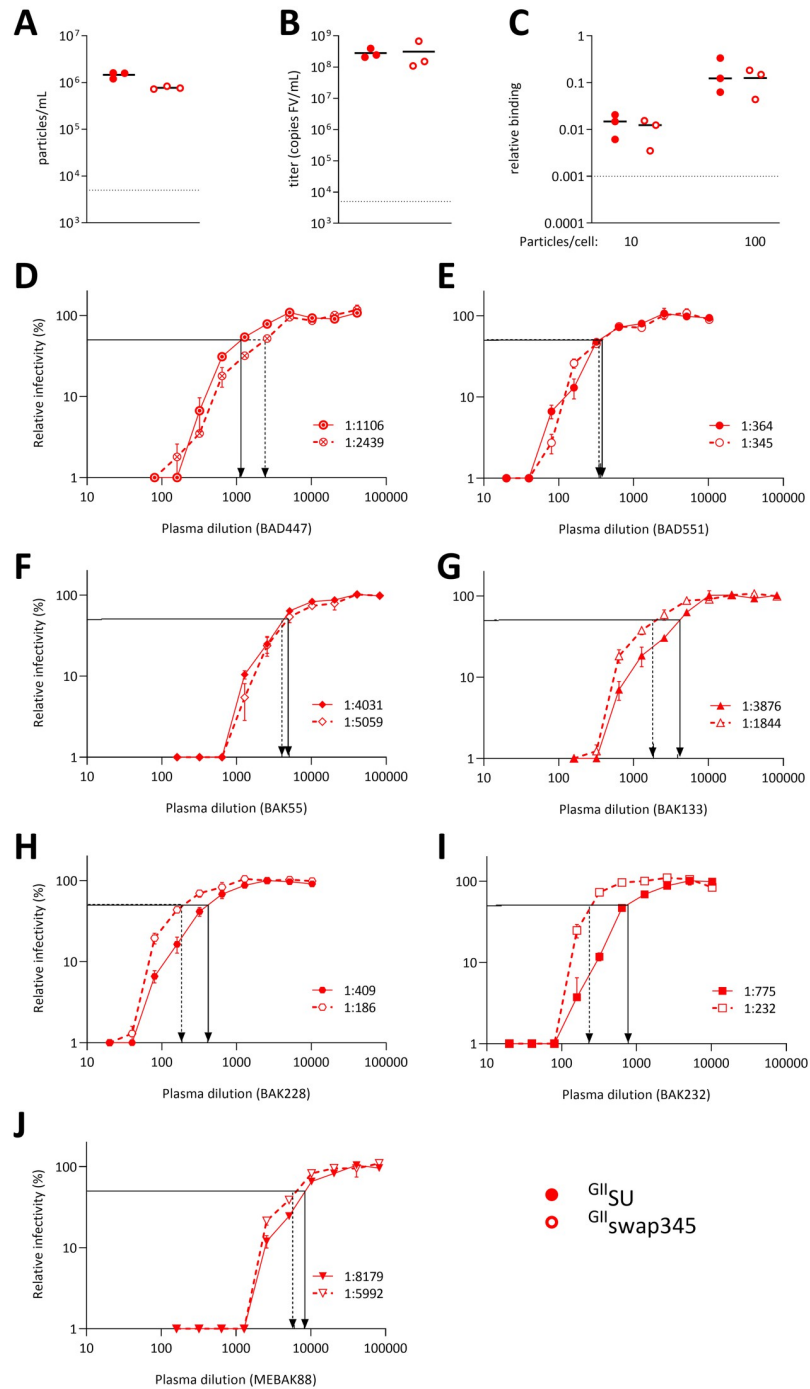 A
B
C
10⁷
10⁶
10⁵
10⁴
10³
particles/mL
10⁹
10⁸
10⁷
10⁶
10⁵
10⁴
10³
titer (copies FV/mL)
1
0.1
0.01
0.001
0.0001
relative binding
Particles/cell: 10 100
D
Relative infectivity (%)
100
10
1
1:1106
1:2439
10 100 1000 10000 100000
Plasma dilution (BAD447)
E
Relative infectivity (%)
100
10
1
1:364
1:345
10 100 1000 10000 100000
Plasma dilution (BAD551)
F
Relative infectivity (%)
100
10
1
1:4031
1:5059
10 100 1000 10000 100000
Plasma dilution (BAK55)
G
Relative infectivity (%)
100
10
1
1:3876
1:1844
10 100 1000 10000 100000
Plasma dilution (BAK133)
H
Relative infectivity (%)
100
10
1
1:409
1:186
10 100 1000 10000 100000
Plasma dilution (BAK228)
I
Relative infectivity (%)
100
10
1
1:775
1:232
10 100 1000 10000 100000
Plasma dilution (BAK232)
J
Relative infectivity (%)
100
10
1
1:8179
1:5992
10 100 1000 10000 100000
Plasma dilution (MEBAK88)
GIISU
GIIswap345